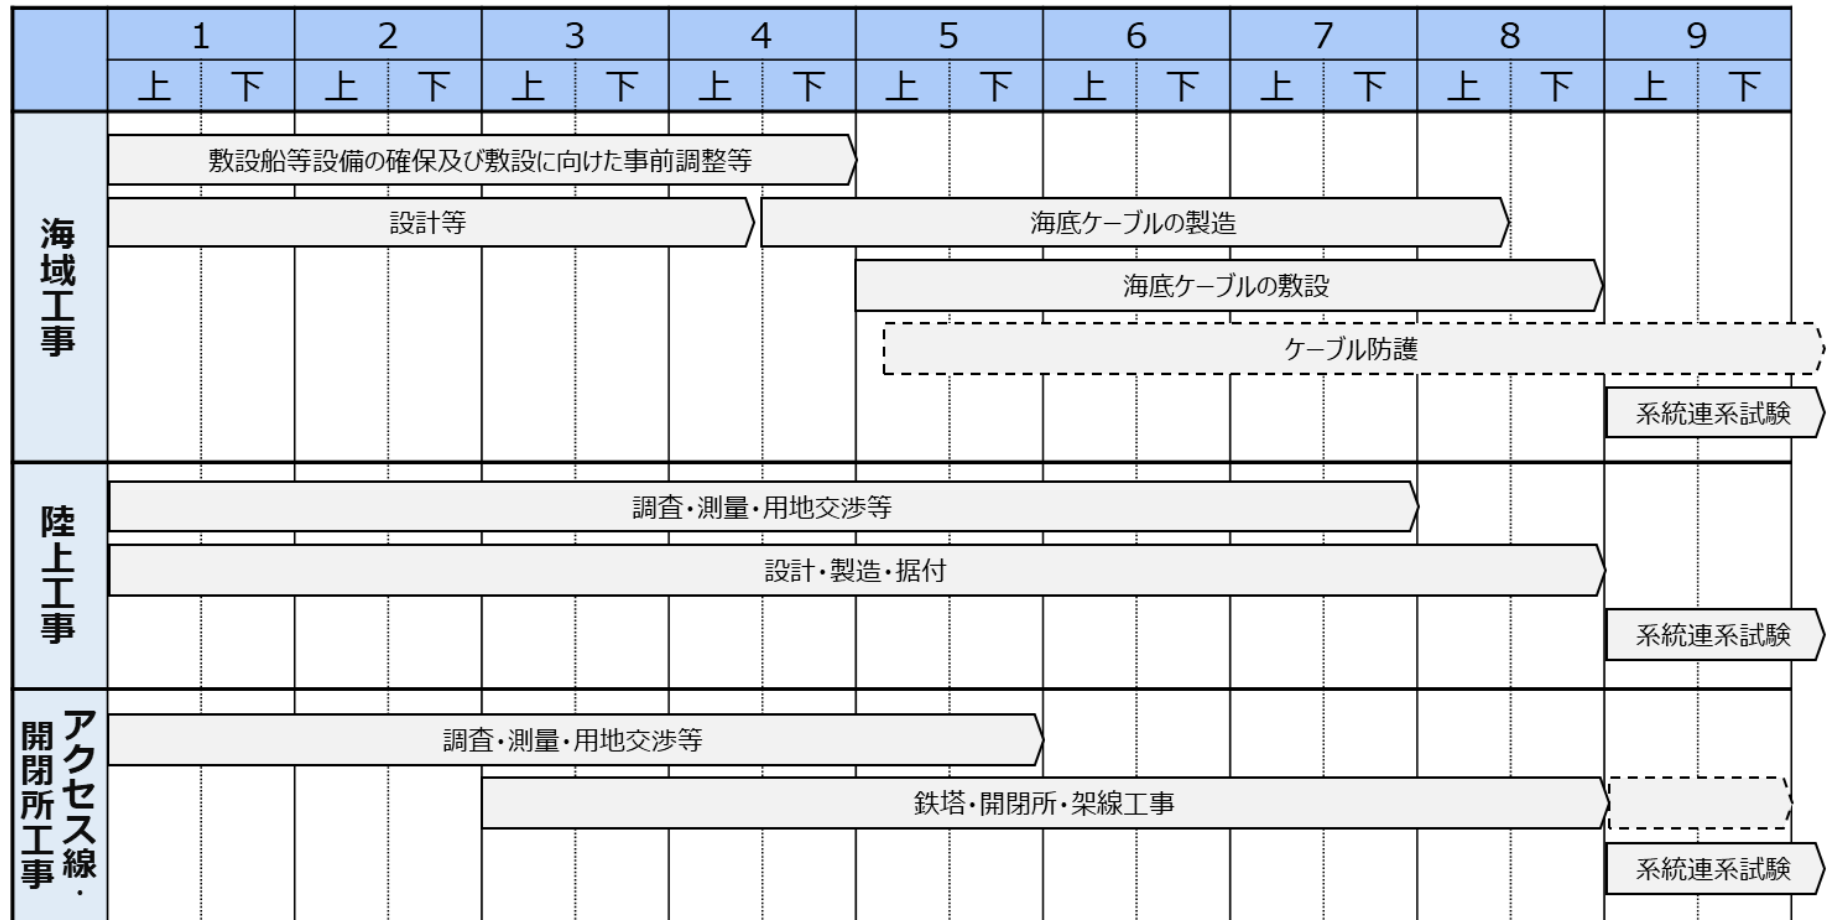 1 2 3 4 5 6 7 8 9
上 下 上 下 上 下 上 下 上 下 上 下 上 下 上 下 上 下
海域工事
敷設船等設備の確保及び敷設に向けた事前調整等
設計等 海底ケーブルの製造
海底ケーブルの敷設
ケーブル防護
系統連系試験
陸上工事
調査・測量・用地交渉等
設計・製造・据付
系統連系試験
アクセス線・
開閉所工事
調査・測量・用地交渉等
鉄塔・開閉所・架線工事
系統連系試験